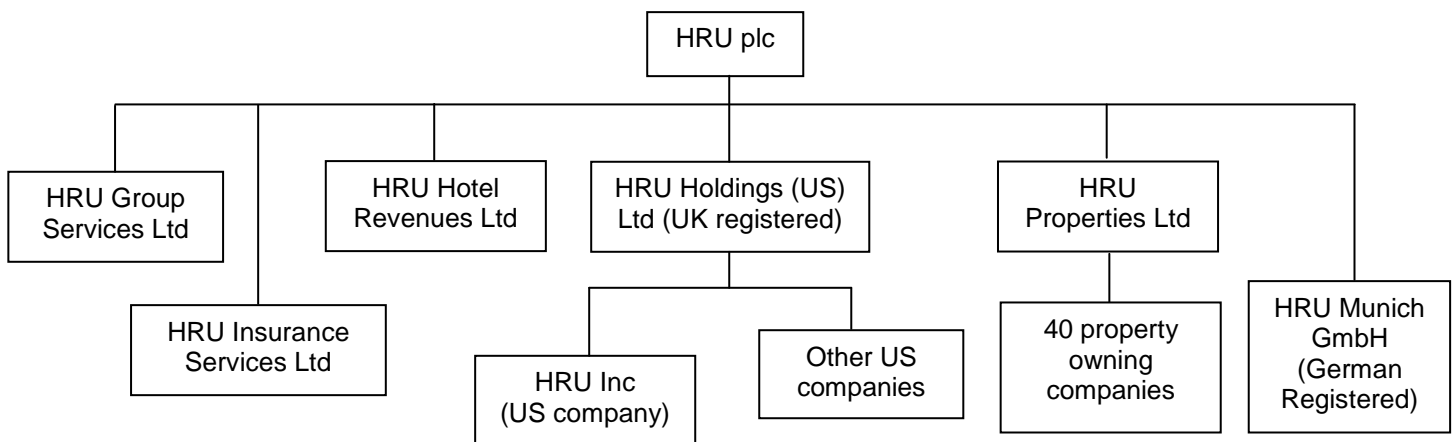 HRU plc
HRU Group
Services Ltd
HRU Insurance
Services Ltd
HRU Hotel
Revenues Ltd
HRU Holdings (US)
Ltd (UK registered)
HRU Inc
(US company)
Other US
companies
HRU
Properties Ltd
40 property
owning
companies
HRU Munich
GmbH
(German
Registered)